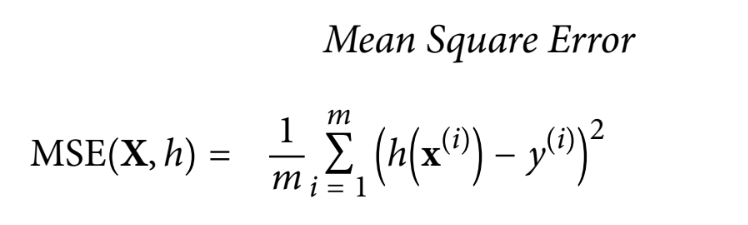 Mean Square Error
MSE(X, h) = 1/m ∑_{i = 1}^{m} (h(x^{(i)}) − y^{(i)})^2